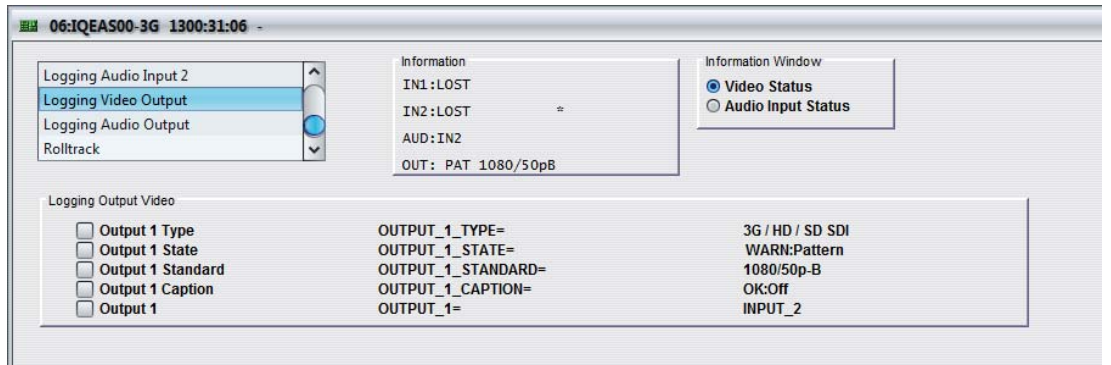 06:IQEAS00-3G 1300:31:06 -
Logging Audio Input 2
Logging Video Output
Logging Audio Output
Rolltrack
Information
IN1:LOST
IN2:LOST *
AUD:IN2
OUT: PAT 1080/50pB
Information Window
Video Status
Audio Input Status
Logging Output Video
Output 1 Type OUTPUT_1_TYPE= 3G / HD / SD SDI
Output 1 State OUTPUT_1_STATE= WARN:Pattern
Output 1 Standard OUTPUT_1_STANDARD= 1080/50p-B
Output 1 Caption OUTPUT_1_CAPTION= OK:Off
Output 1 OUTPUT_1= INPUT_2